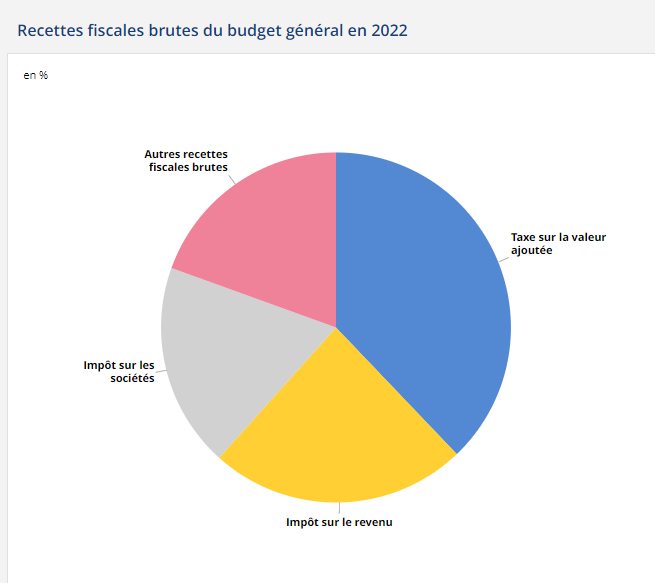 Recettes fiscales brutes du budget général en 2022
en %
Autres recettes
fiscales brutes
Taxe sur la valeur
ajoutée
Impôt sur les
sociétés
Impôt sur le revenu